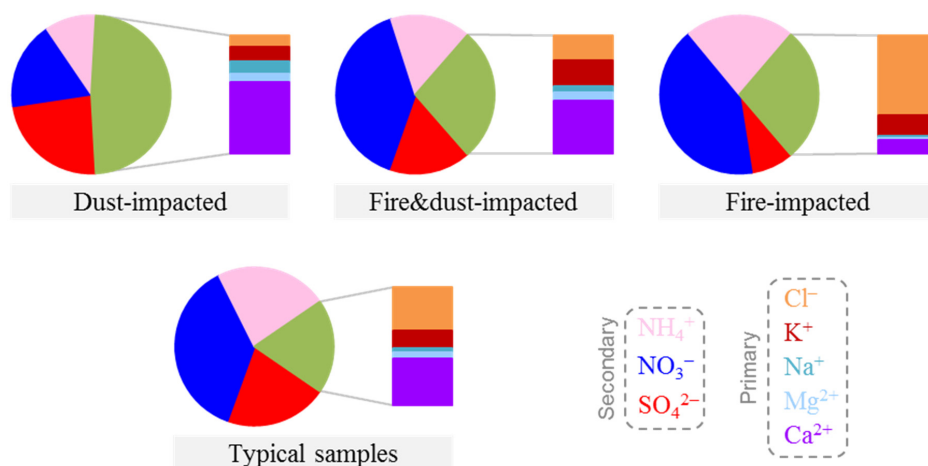 Dust-impacted
Fire&dust-impacted
Fire-impacted
Typical samples
Secondary
NH₄⁺
NO₃⁻
SO₄²⁻
Primary
Cl⁻
K⁺
Na⁺
Mg²⁺
Ca²⁺